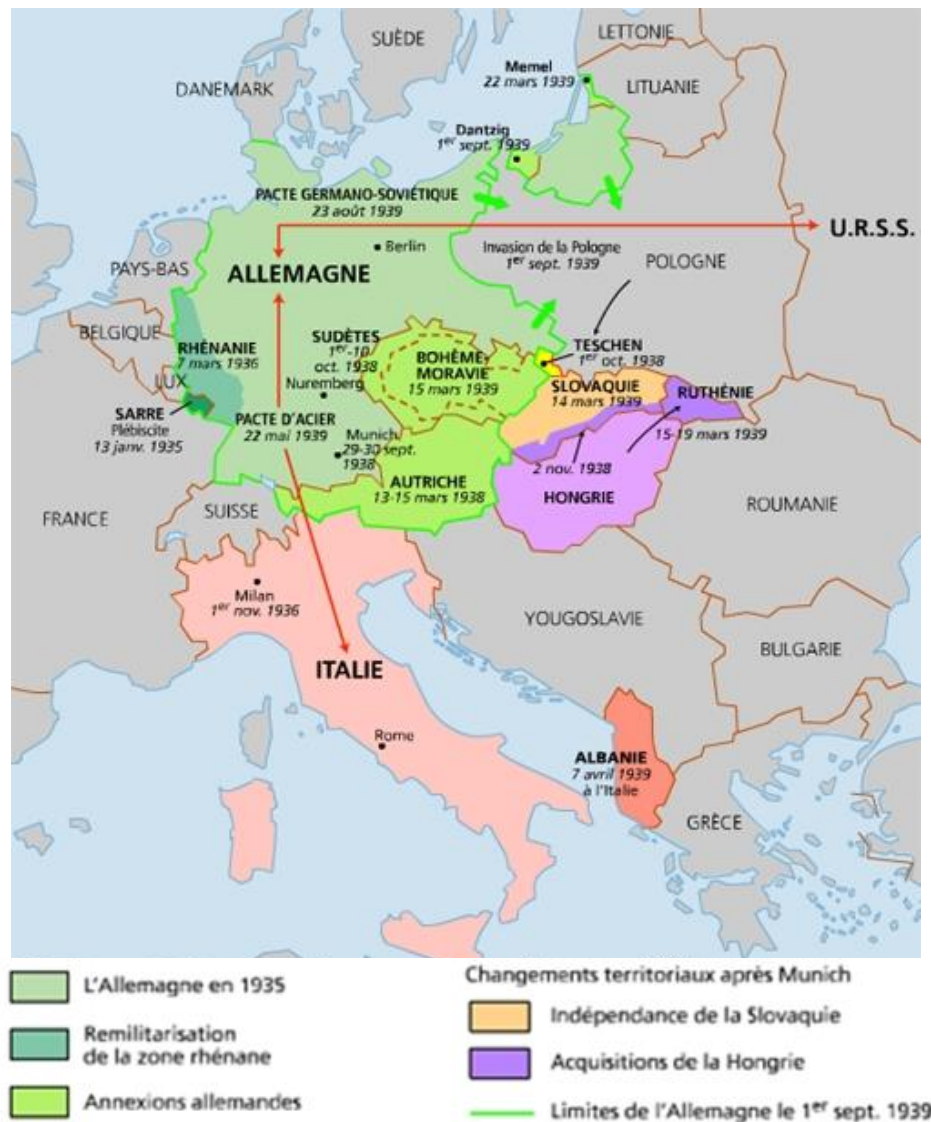 SUÈDE
LETTONIE
DANEMARK
Memel
22 mars 1939
LITUANIE
Dantzig
1er sept. 1939
PACTE GERMANO-SOVIÉTIQUE
23 août 1939
U.R.S.S.
Berlin
Invasion de la Pologne
1er sept. 1939
POLOGNE
PAYS-BAS
ALLEMAGNE
BELGIQUE
RHÉNANIE
7 mars 1936
SUDÈTES
1er-10
oct. 1938
BOHÈME-
MORAVIE
15 mars 1939
TESCHEN
1er oct. 1938
LUX
Nuremberg
SLOVAQUIE
14 mars 1939
RUTHÉNIE
SARRE
Plébiscite
13 janv. 1935
PACTE D'ACIER
22 mai 1939
Munich
29-30 sept.
1938
15-19 mars 1939
2 nov. 1938
AUTRICHE
13-15 mars 1938
HONGRIE
FRANCE
SUISSE
ROUMANIE
Milan
1er nov. 1936
YOUGOSLAVIE
BULGARIE
ITALIE
Rome
ALBANIE
7 avril 1939
à l'Italie
GRÈCE
L'Allemagne en 1935
Remilitarisation
de la zone rhénane
Annexions allemandes
Changements territoriaux après Munich
Indépendance de la Slovaquie
Acquisitions de la Hongrie
Limites de l'Allemagne le 1er sept. 1939